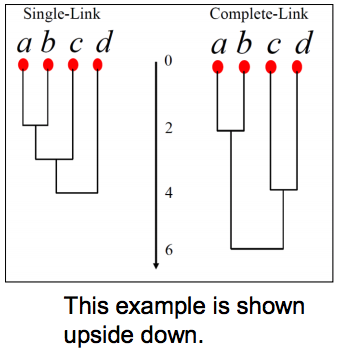 Single-Link
Complete-Link
a b c d
a b c d
0
2
4
6
This example is shown
upside down.